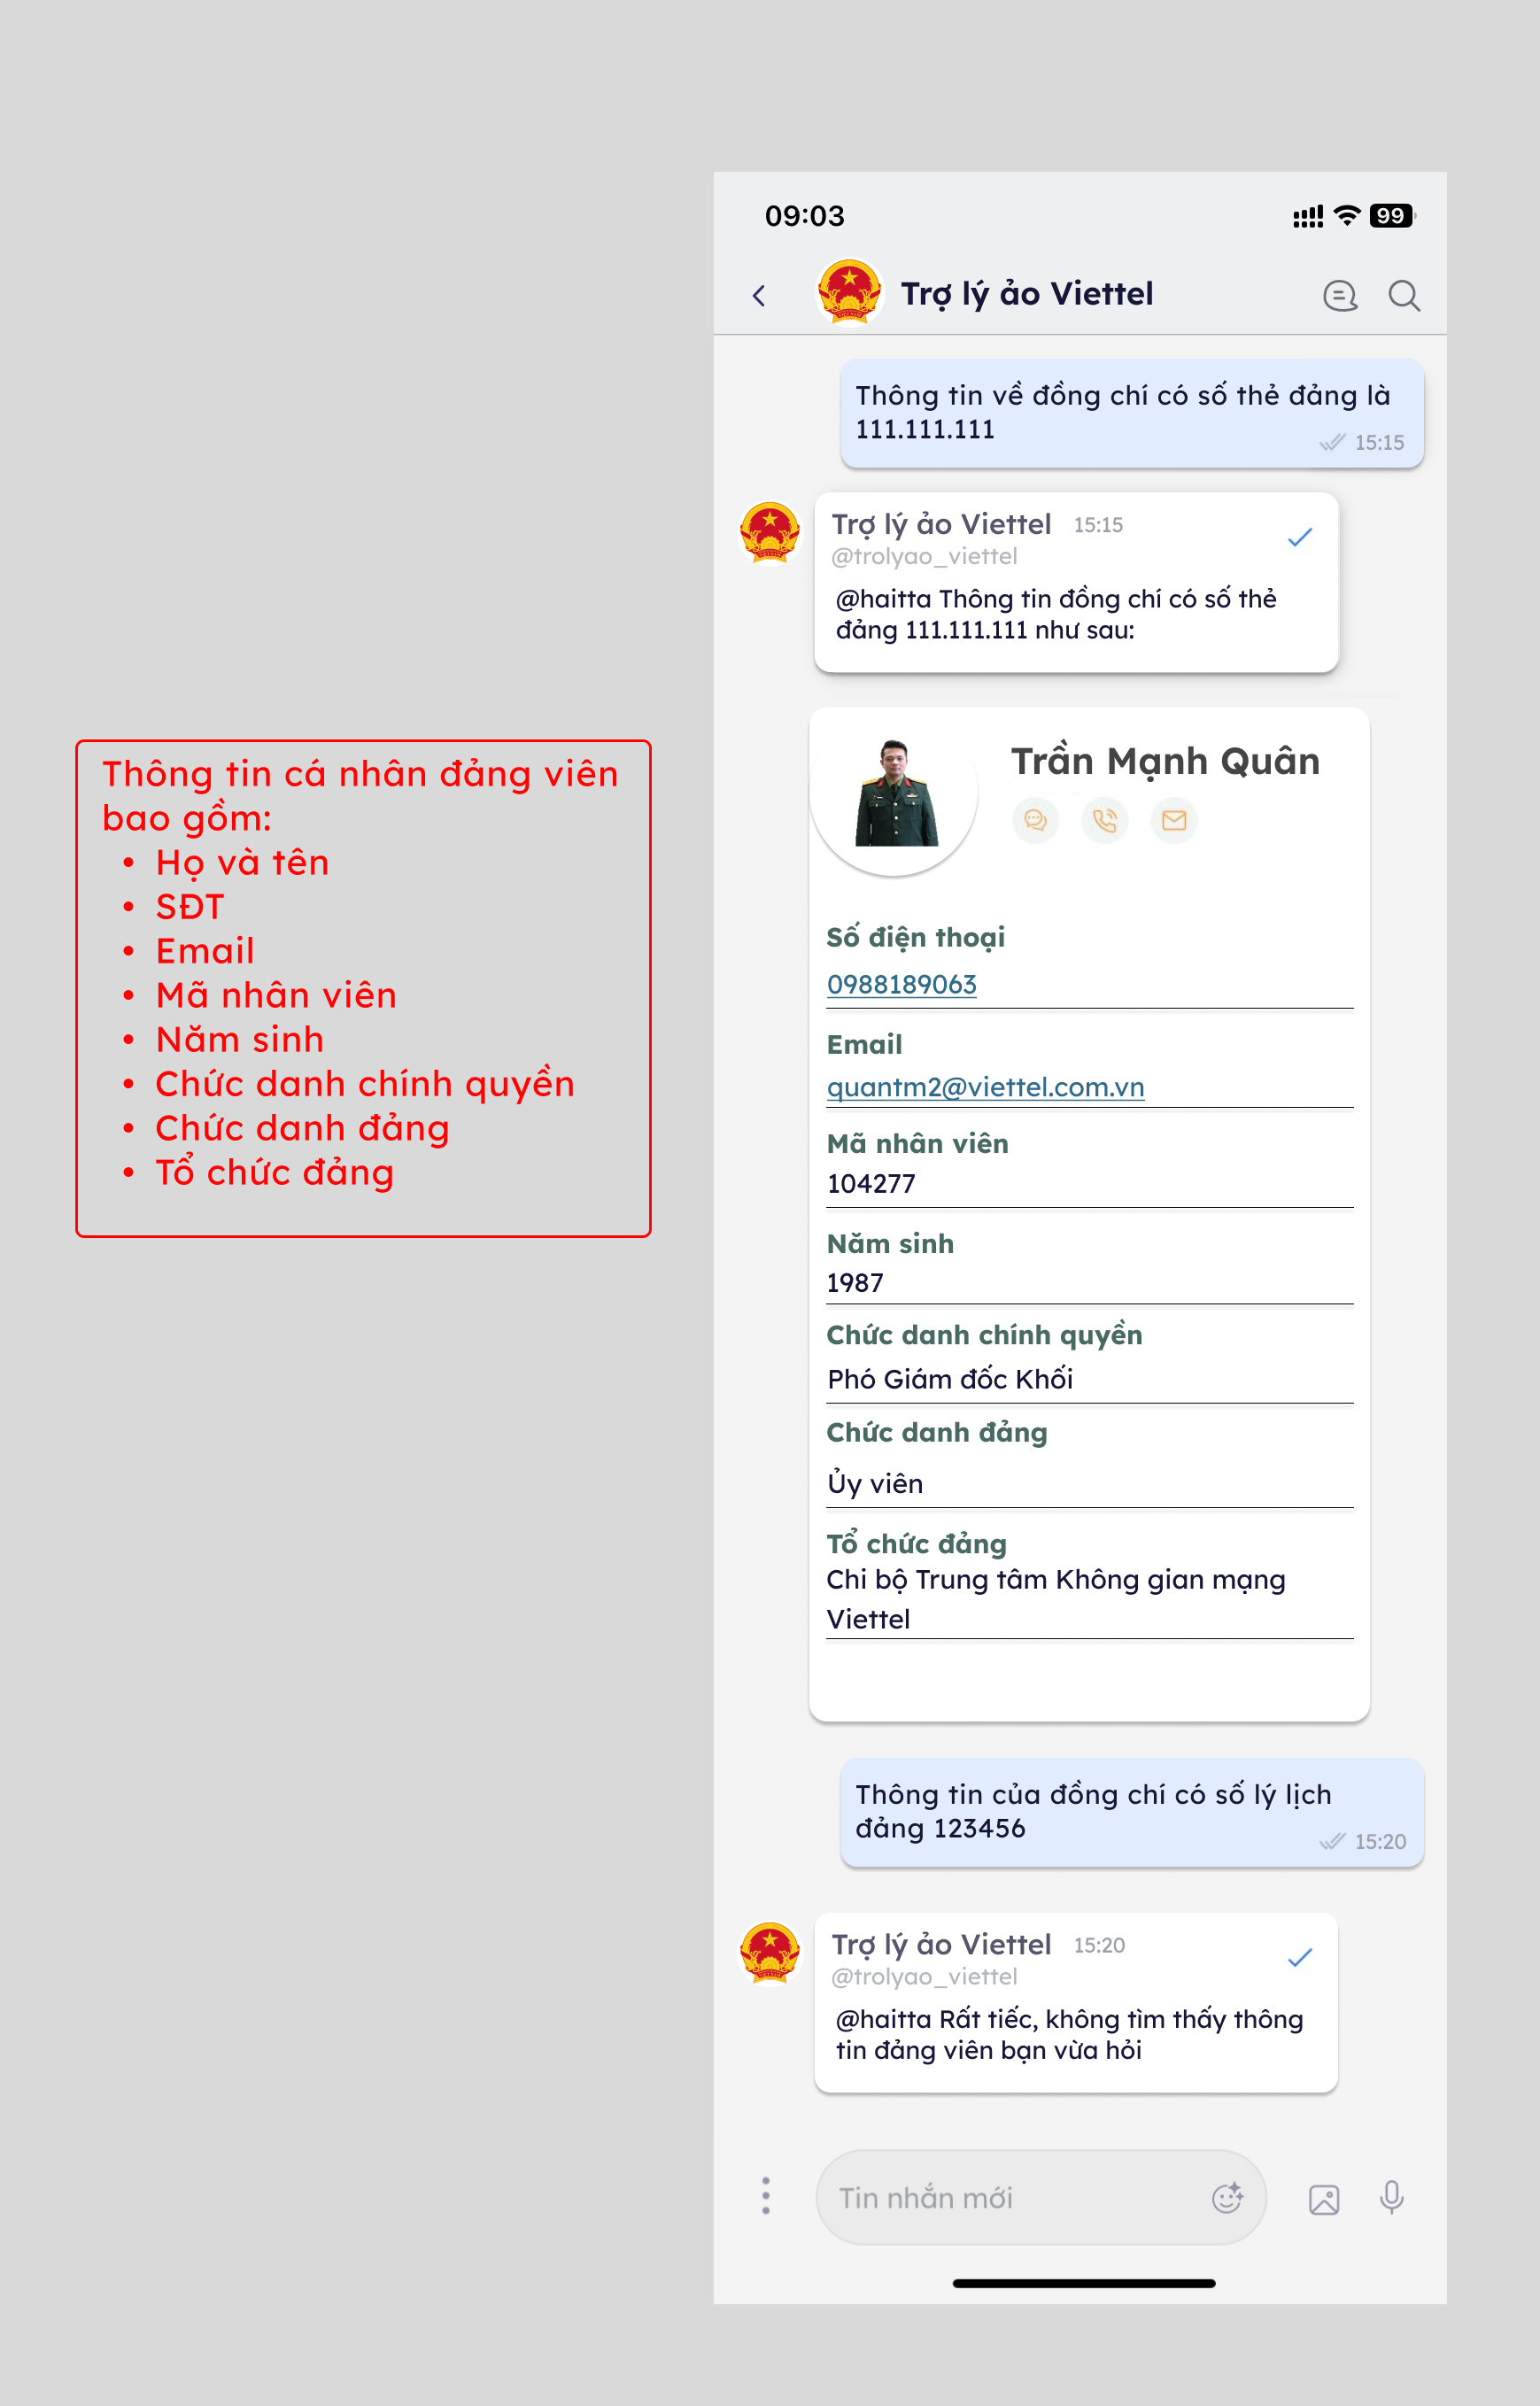 09:03
99
Trợ lý ảo Viettel
Thông tin về đồng chí có số thẻ đảng là
111.111.111
15:15
Trợ lý ảo Viettel 15:15
@trolyao_viettel
@haitta Thông tin đồng chí có số thẻ
đảng 111.111.111 như sau:
Thông tin cá nhân đảng viên
bao gồm:
• Họ và tên
• SĐT
• Email
• Mã nhân viên
• Năm sinh
• Chức danh chính quyền
• Chức danh đảng
• Tổ chức đảng
Trần Mạnh Quân
Số điện thoại
0988189063
Email
quantm2@viettel.com.vn
Mã nhân viên
104277
Năm sinh
1987
Chức danh chính quyền
Phó Giám đốc Khối
Chức danh đảng
Ủy viên
Tổ chức đảng
Chi bộ Trung tâm Không gian mạng
Viettel
Thông tin của đồng chí có số lý lịch
đảng 123456
15:20
Trợ lý ảo Viettel 15:20
@trolyao_viettel
@haitta Rất tiếc, không tìm thấy thông
tin đảng viên bạn vừa hỏi
Tin nhắn mới